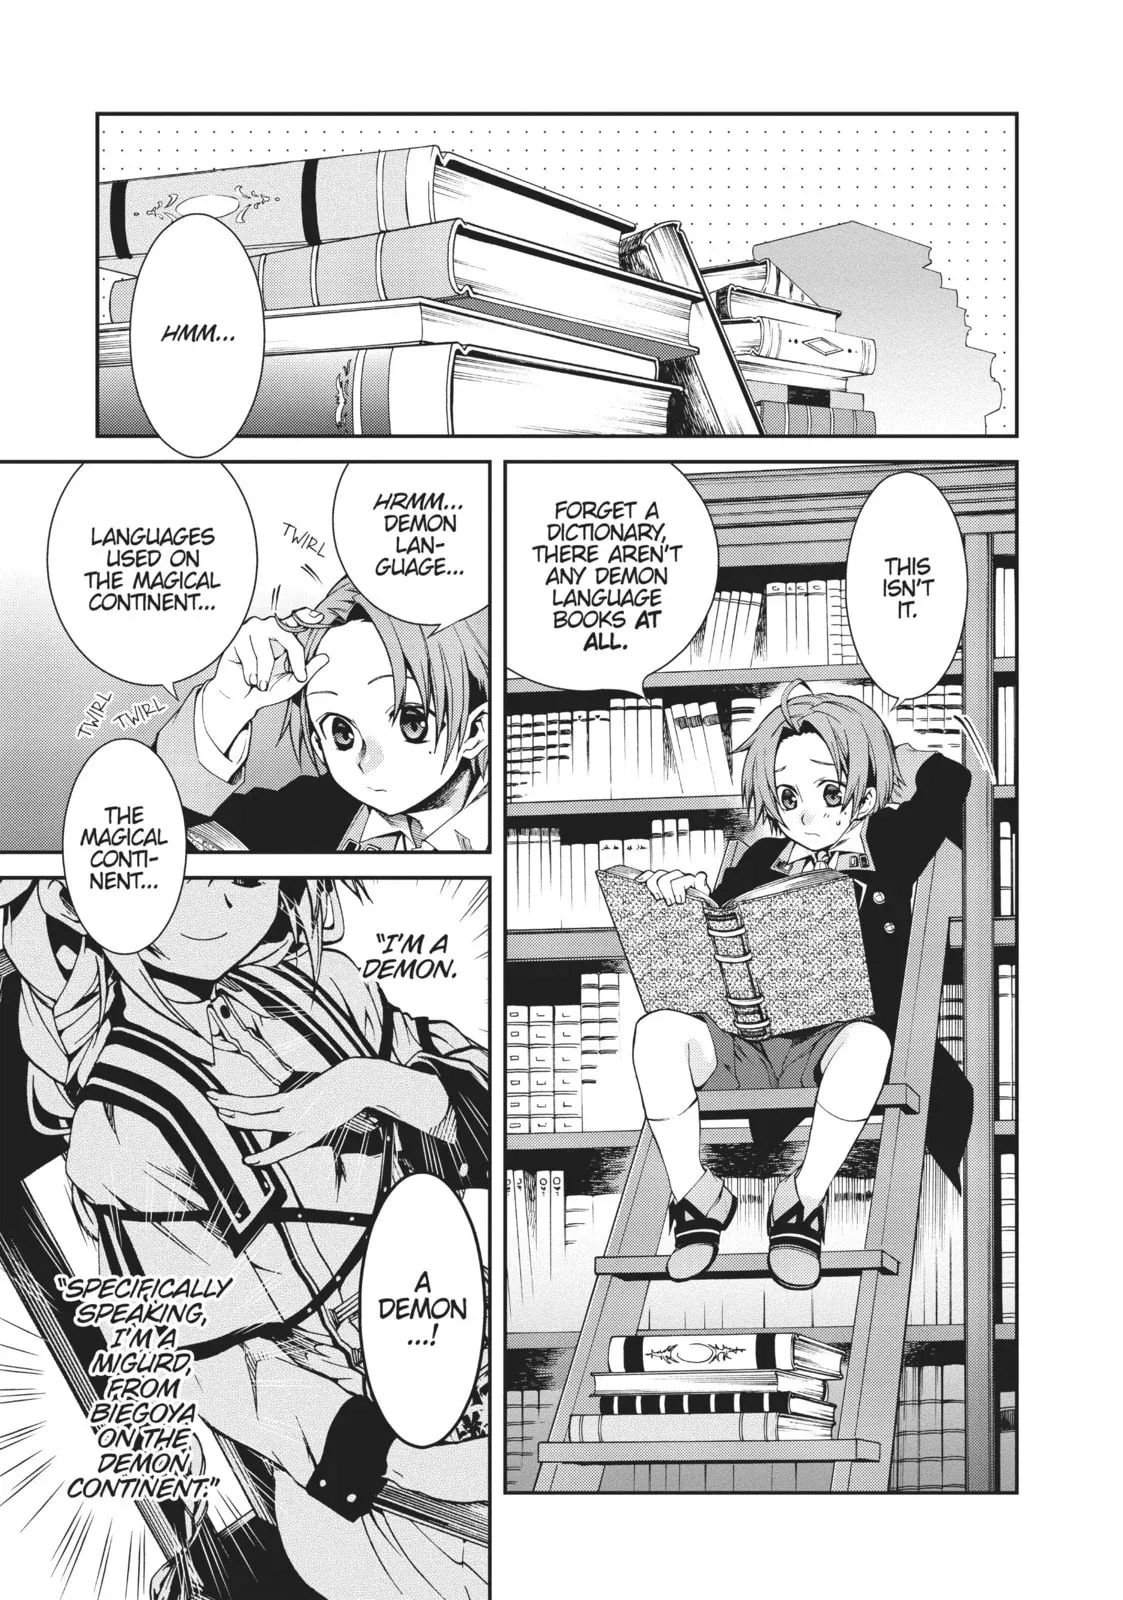 HMM...
THIS
ISN'T
IT.
FORGET A
DICTIONARY,
THERE AREN'T
ANY DEMON
LANGUAGE
BOOKS AT
ALL.
HRMM...
DEMON
LAN-
GUAGE...
TWIRL
LANGUAGES
USED ON
THE MAGICAL
CONTINENT...
TWIRL
TWIRL
THE
MAGICAL
CONTI-
NENT...
"I'M A
DEMON.
"SPECIFICALLY
SPEAKING,
I'M A
MIGURD,
FROM
BIEGOYA
ON THE
DEMON
CONTINENT."
A
DEMON
...!